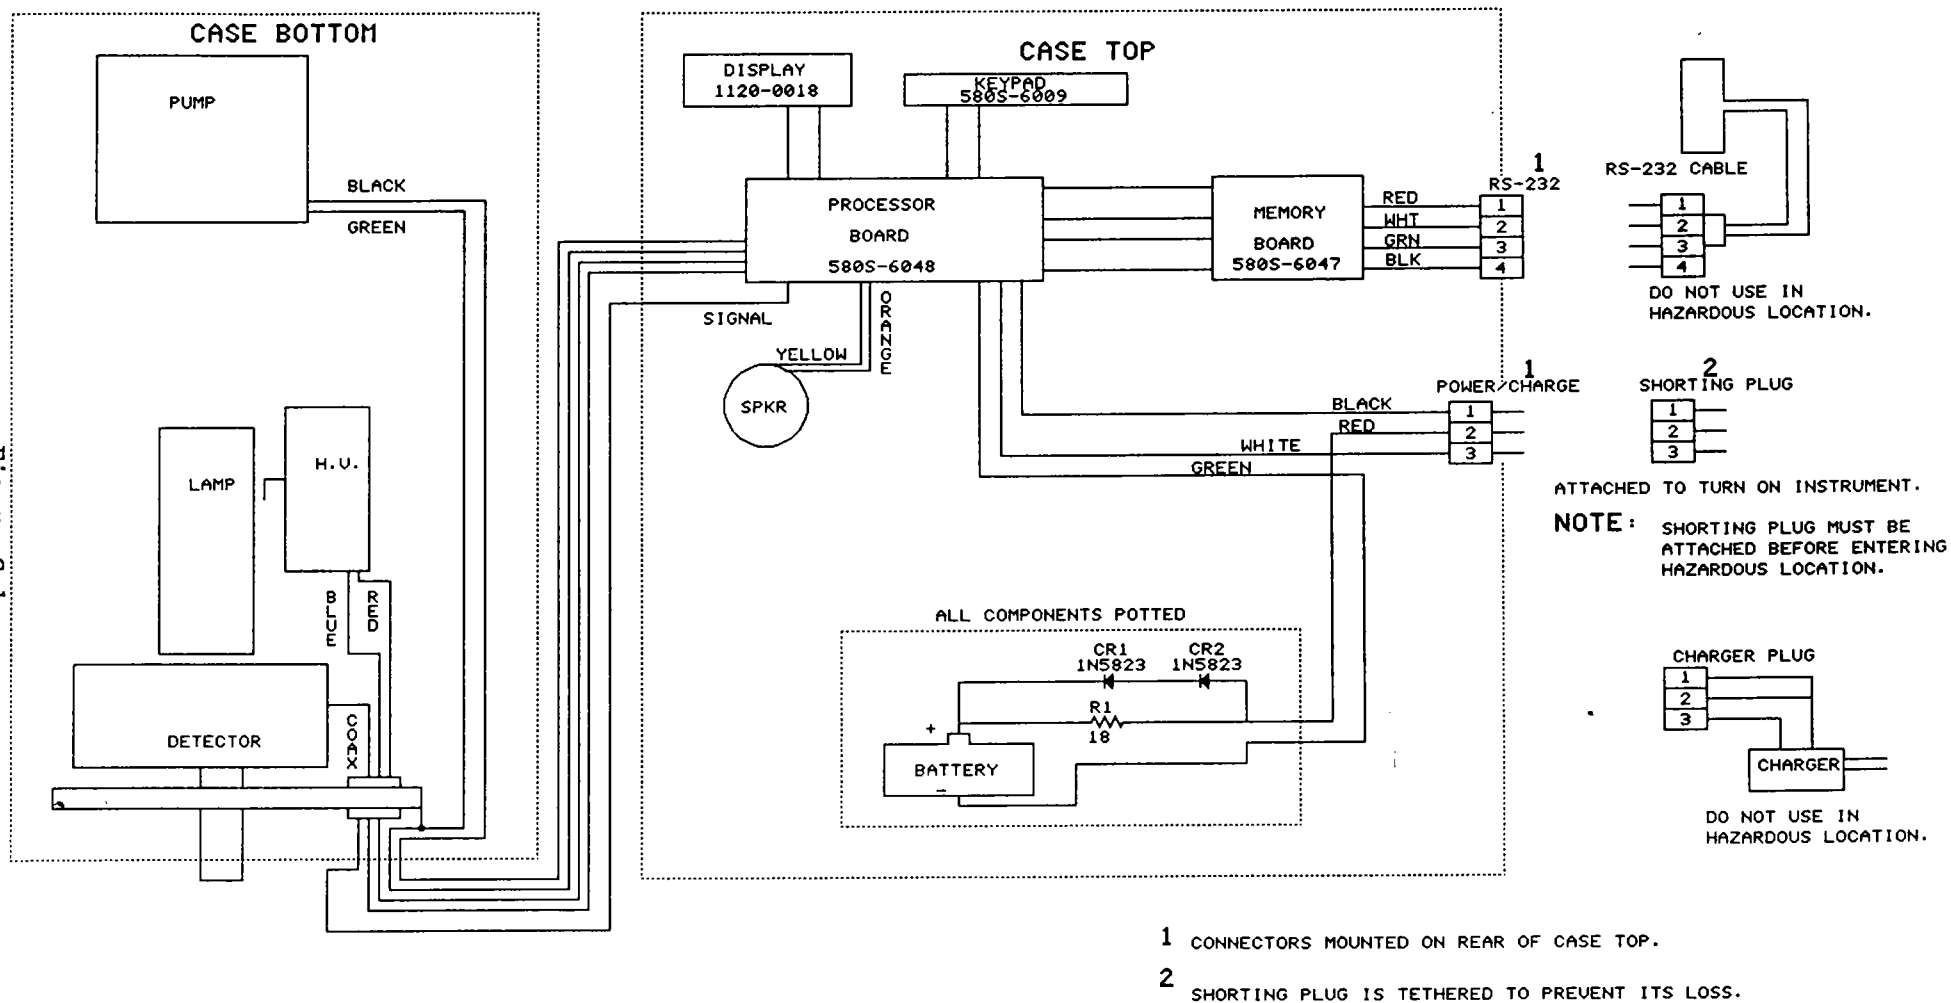 CASE BOTTOM
PUMP
BLACK
GREEN
LAMP
H.V.
BLUE
RED
COAX
DETECTOR
CASE TOP
DISPLAY
1120-0018
KEYPAD
580S-6009
PROCESSOR
BOARD
580S-6048
MEMORY
BOARD
580S-6047
RED
WHT
GRN
BLK
1
RS-232
1
2
3
4
SIGNAL
ORANGE
YELLOW
SPKR
1
POWER/CHARGE
BLACK
RED
WHITE
GREEN
1
2
3
ALL COMPONENTS POTTED
CR1
1N5823
CR2
1N5823
R1
18
+
BATTERY
-
RS-232 CABLE
1
2
3
4
DO NOT USE IN
HAZARDOUS LOCATION.
2
SHORTING PLUG
1
2
3
ATTACHED TO TURN ON INSTRUMENT.
NOTE: SHORTING PLUG MUST BE
ATTACHED BEFORE ENTERING
HAZARDOUS LOCATION.
CHARGER PLUG
1
2
3
CHARGER
DO NOT USE IN
HAZARDOUS LOCATION.
1 CONNECTORS MOUNTED ON REAR OF CASE TOP.
2 SHORTING PLUG IS TETHERED TO PREVENT ITS LOSS.